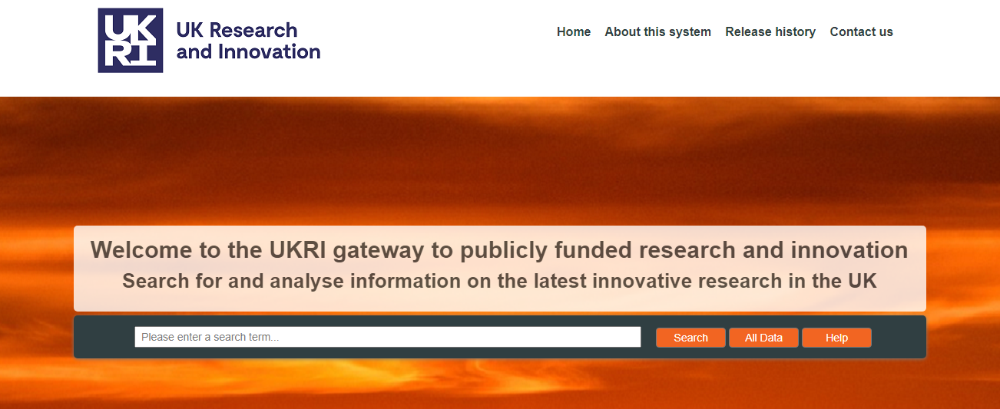 UK
RI
UK Research
and Innovation
Home About this system Release history Contact us
Welcome to the UKRI gateway to publicly funded research and innovation
Search for and analyse information on the latest innovative research in the UK
Please enter a search term... Search All Data Help